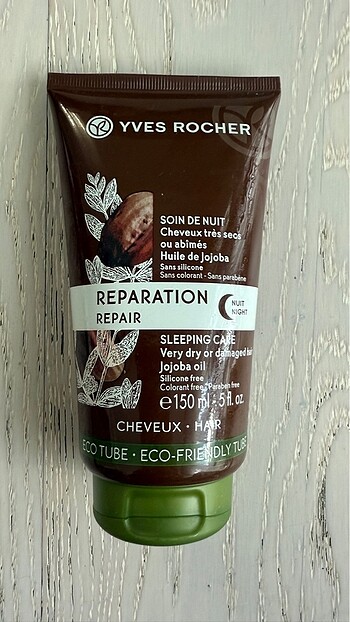 YVES ROCHER
SOIN DE NUIT
Cheveux très secs
ou abîmés
Huile de Jojoba
Sans silicone
Sans colorant - Sans parabène
REPARATION
REPAIR
NUIT
NIGHT
SLEEPING CARE
Very dry or damaged hair
Jojoba oil
Silicone free
Colorant free - Paraben free
℮150 ml - 5 fl. oz.
CHEVEUX • HAIR
ECO TUBE • ECO-FRIENDLY TUBE